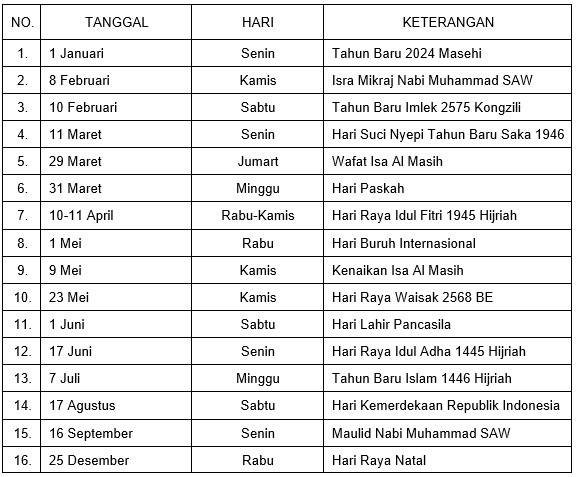 NO. TANGGAL HARI KETERANGAN
1. 1 Januari Senin Tahun Baru 2024 Masehi
2. 8 Februari Kamis Isra Mikraj Nabi Muhammad SAW
3. 10 Februari Sabtu Tahun Baru Imlek 2575 Kongzili
4. 11 Maret Senin Hari Suci Nyepi Tahun Baru Saka 1946
5. 29 Maret Jumart Wafat Isa Al Masih
6. 31 Maret Minggu Hari Paskah
7. 10-11 April Rabu-Kamis Hari Raya Idul Fitri 1945 Hijriah
8. 1 Mei Rabu Hari Buruh Internasional
9. 9 Mei Kamis Kenaikan Isa Al Masih
10. 23 Mei Kamis Hari Raya Waisak 2568 BE
11. 1 Juni Sabtu Hari Lahir Pancasila
12. 17 Juni Senin Hari Raya Idul Adha 1445 Hijriah
13. 7 Juli Minggu Tahun Baru Islam 1446 Hijriah
14. 17 Agustus Sabtu Hari Kemerdekaan Republik Indonesia
15. 16 September Senin Maulid Nabi Muhammad SAW
16. 25 Desember Rabu Hari Raya Natal